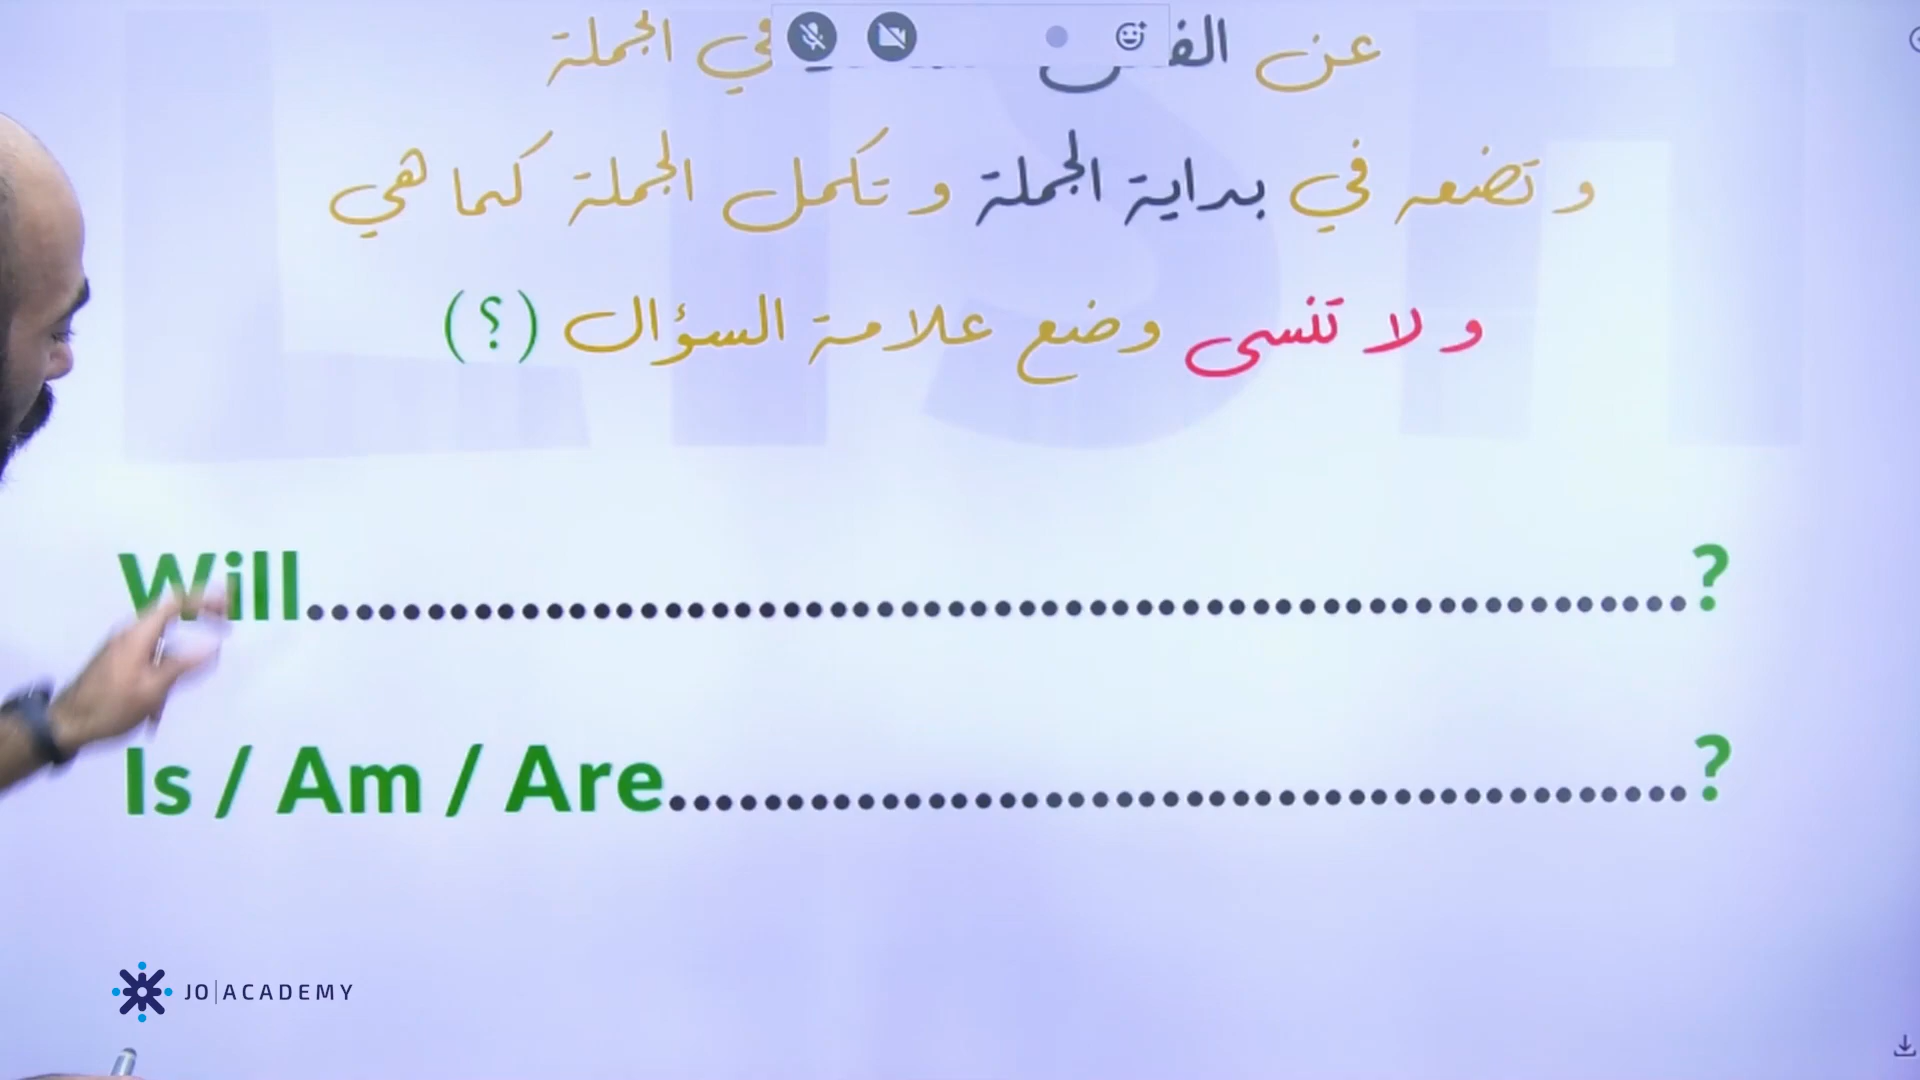 عن في الجملة
و تضعه في بداية الجملة و تكمل الجملة كما هي
و لا تنسى وضع علامة السؤال (؟)
Will....................................................................?
Is / Am / Are............................................?
JO|ACADEMY